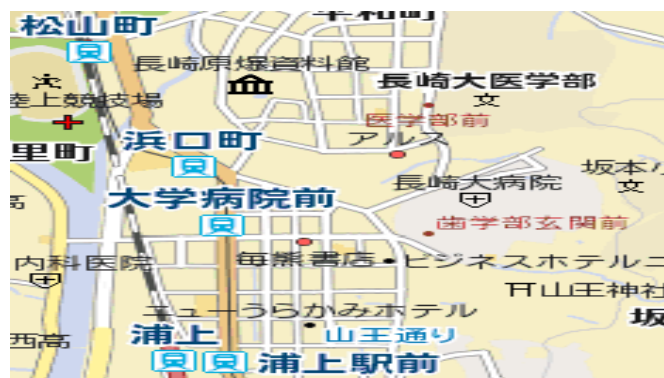 平和町
松山町
長崎原爆資料館
長崎大医学部
陸上競技場
医学部前
アルス
浜口町
里町
坂本小
長崎大病院
大学病院前
高
歯学部玄関前
内科医院
毎熊書店
ビジネスホテルニ
山王神社
ニューうらかみホテル
坂
西高
浦上
山王通り
浦上駅前